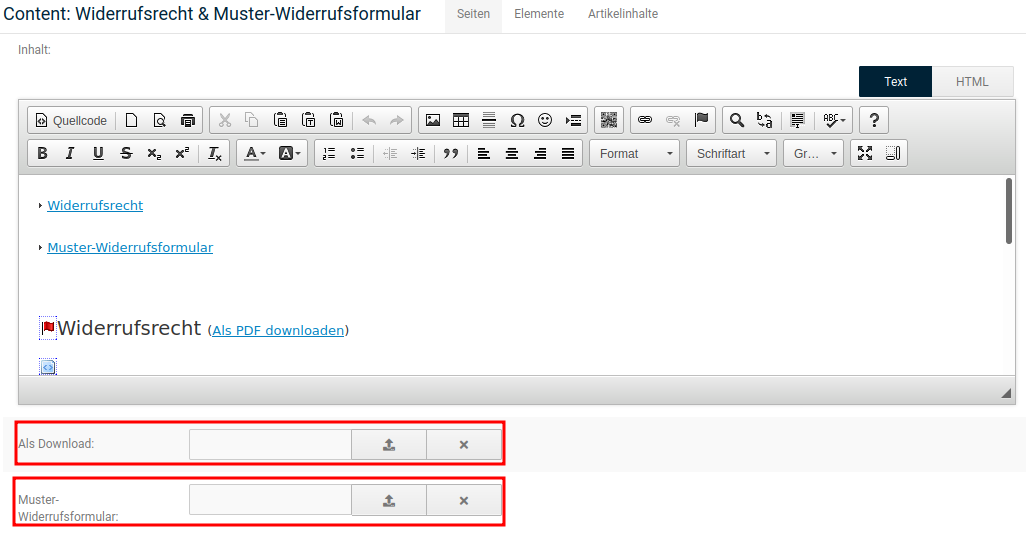 Content: Widerrufsrecht & Muster-Widerrufsformular Seiten Elemente Artikelinhalte
Inhalt:
Text HTML
Quellcode
Format Schriftart Gr...
Widerrufsrecht
Muster-Widerrufsformular
Widerrufsrecht (Als PDF downloaden)
Als Download:
Muster-
Widerrufsformular: